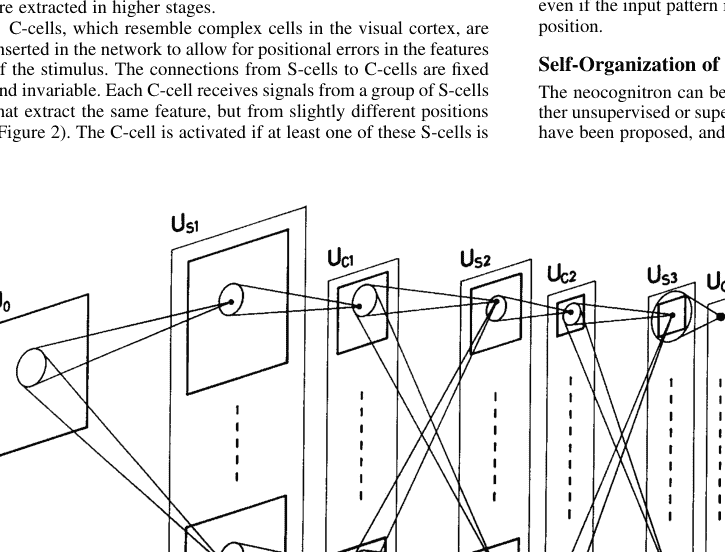 re extracted in higher stages.
C-cells, which resemble complex cells in the visual cortex, are
nserted in the network to allow for positional errors in the features
f the stimulus. The connections from S-cells to C-cells are fixed
nd invariable. Each C-cell receives signals from a group of S-cells
hat extract the same feature, but from slightly different positions
Figure 2). The C-cell is activated if at least one of these S-cells is
even if the input pattern i
position.
Self-Organization of
The neocognitron can be
ther unsupervised or supe
have been proposed, and
US1
UC1
US2
UC2
US3
U0